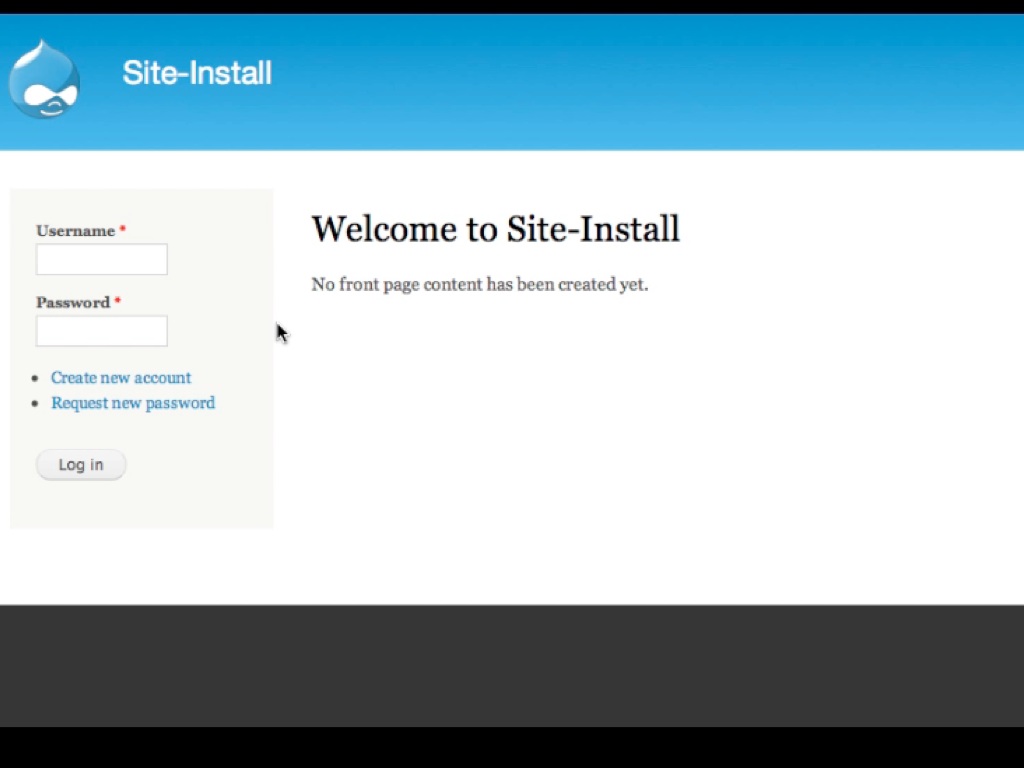 Site-Install
Username *
Password *
Create new account
Request new password
Log in
Welcome to Site-Install
No front page content has been created yet.